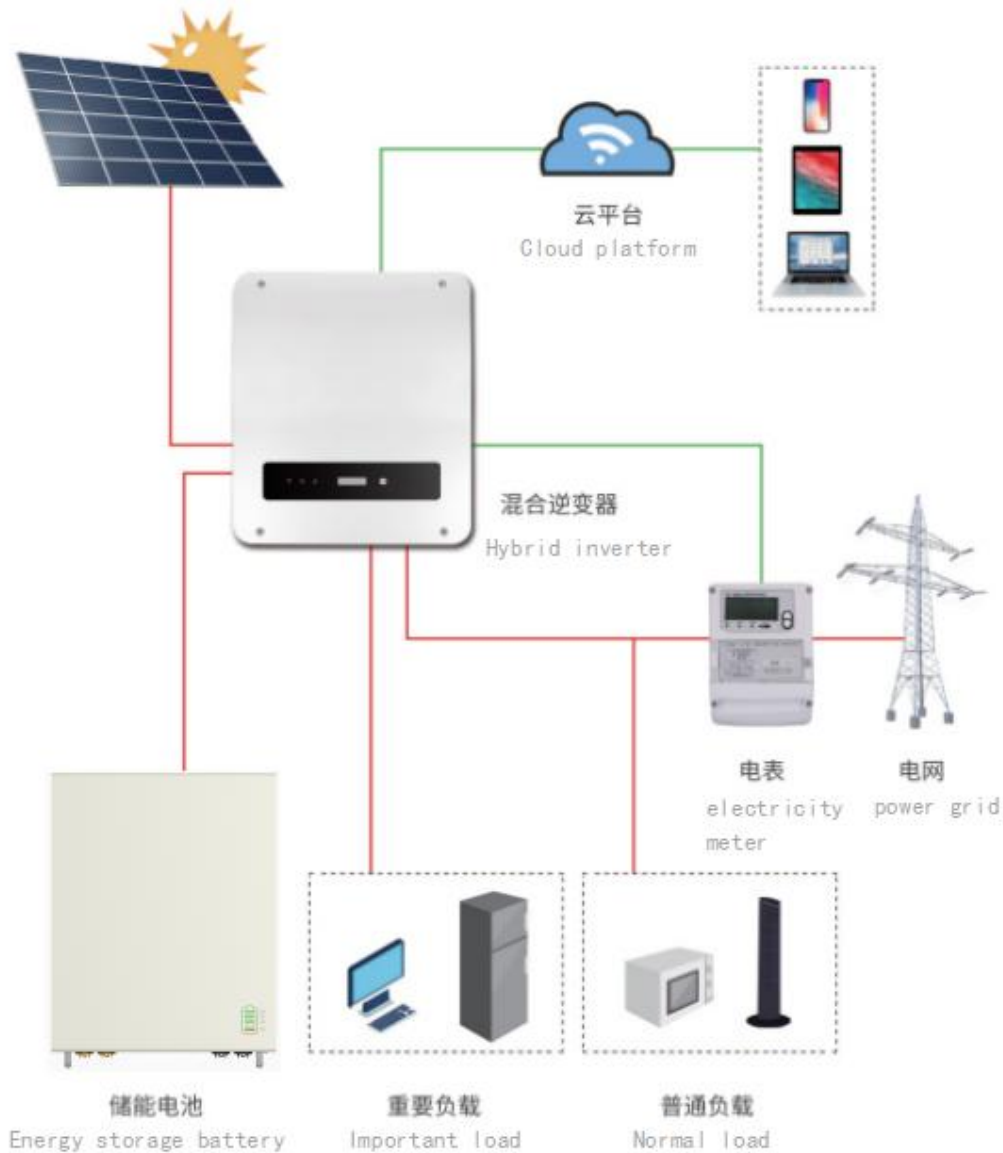 云平台
Cloud platform
混合逆变器
Hybrid inverter
电表
electricity
meter
电网
power grid
储能电池
Energy storage battery
重要负载
Important load
普通负载
Normal load